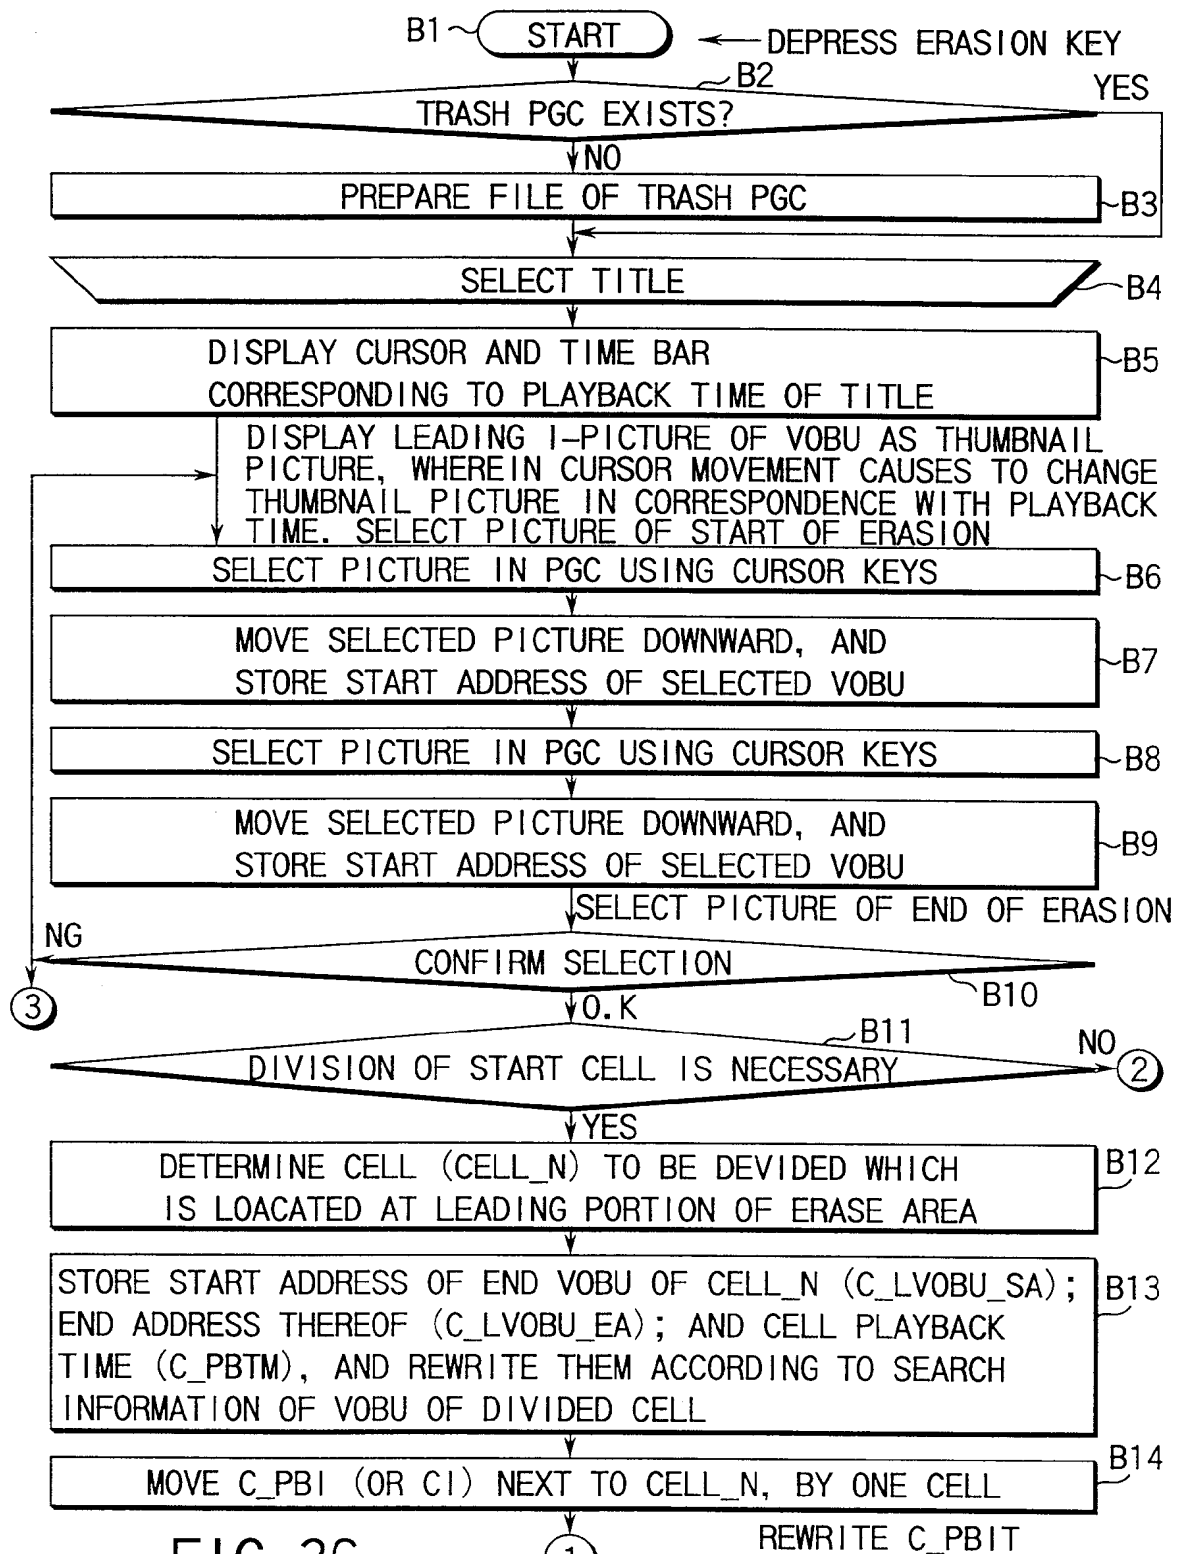 B1
START
DEPRESS ERASION KEY
B2
YES
TRASH PGC EXISTS?
NO
PREPARE FILE OF TRASH PGC
B3
SELECT TITLE
B4
DISPLAY CURSOR AND TIME BAR
CORRESPONDING TO PLAYBACK TIME OF TITLE
B5
DISPLAY LEADING I-PICTURE OF VOBU AS THUMBNAIL
PICTURE, WHEREIN CURSOR MOVEMENT CAUSES TO CHANGE
THUMBNAIL PICTURE IN CORRESPONDENCE WITH PLAYBACK
TIME. SELECT PICTURE OF START OF ERASION
SELECT PICTURE IN PGC USING CURSOR KEYS
B6
MOVE SELECTED PICTURE DOWNWARD, AND
STORE START ADDRESS OF SELECTED VOBU
B7
SELECT PICTURE IN PGC USING CURSOR KEYS
B8
MOVE SELECTED PICTURE DOWNWARD, AND
STORE START ADDRESS OF SELECTED VOBU
B9
SELECT PICTURE OF END OF ERASION
NG
CONFIRM SELECTION
B10
3
O.K
B11
NO
DIVISION OF START CELL IS NECESSARY
2
YES
DETERMINE CELL (CELL_N) TO BE DEVIDED WHICH
IS LOACATED AT LEADING PORTION OF ERASE AREA
B12
STORE START ADDRESS OF END VOBU OF CELL_N (C_LVOBU_SA);
END ADDRESS THEREOF (C_LVOBU_EA); AND CELL PLAYBACK
TIME (C_PBTM), AND REWRITE THEM ACCORDING TO SEARCH
INFORMATION OF VOBU OF DIVIDED CELL
B13
MOVE C_PBI (OR CI) NEXT TO CELL_N, BY ONE CELL
B14
REWRITE C_PBIT
1